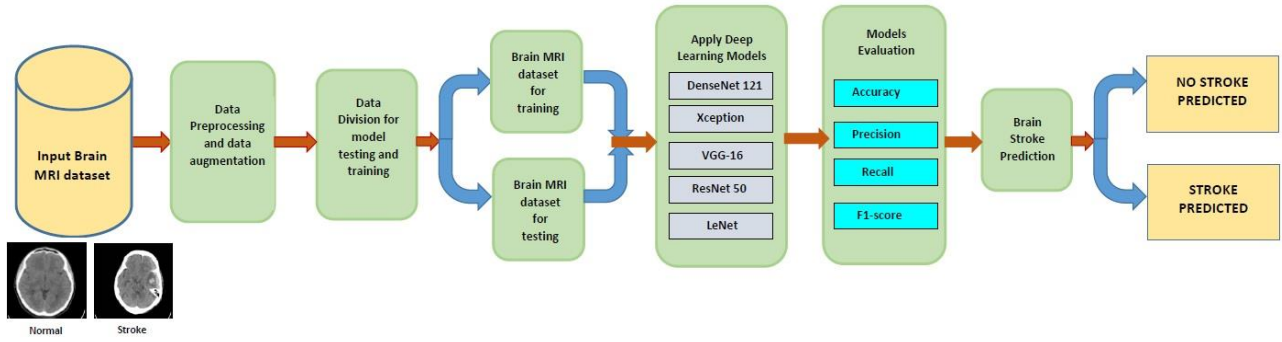 Input Brain
MRI dataset
Normal
Stroke
Data
Preprocessing
and data
augmentation
Data
Division for
model
testing and
training
Brain MRI
dataset
for
training
Brain MRI
dataset
for
testing
Apply Deep
Learning Models
DenseNet 121
Xception
VGG-16
ResNet 50
LeNet
Models
Evaluation
Accuracy
Precision
Recall
F1-score
Brain
Stroke
Prediction
NO STROKE
PREDICTED
STROKE
PREDICTED